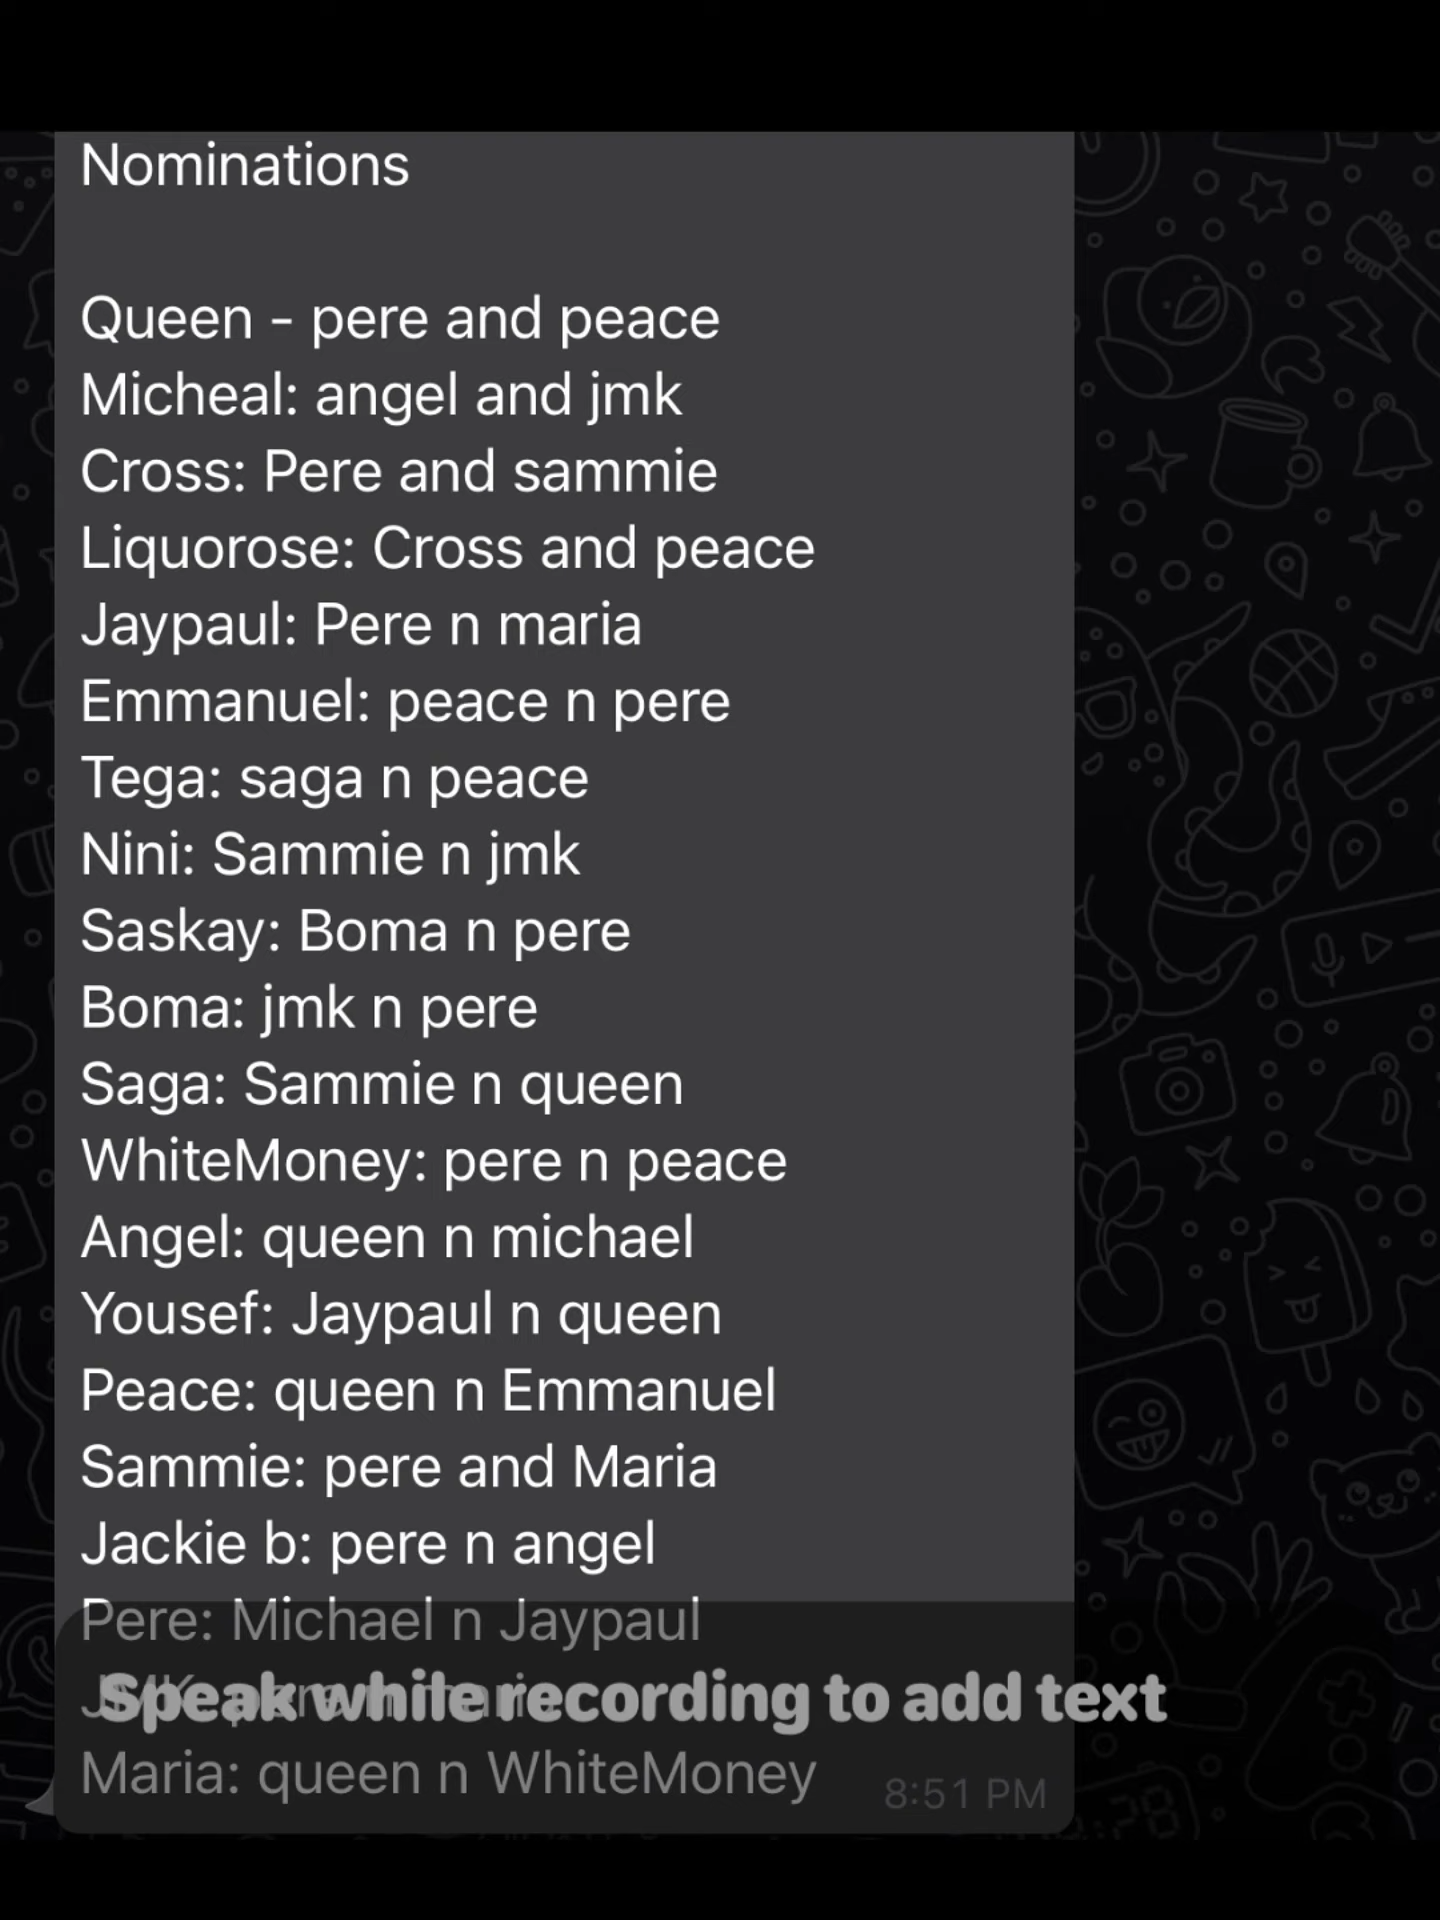 Nominations
Queen - pere and peace
Micheal: angel and jmk
Cross: Pere and sammie
Liquorose: Cross and peace
Jaypaul: Pere n maria
Emmanuel: peace n pere
Tega: saga n peace
Nini: Sammie n jmk
Saskay: Boma n pere
Boma: jmk n pere
Saga: Sammie n queen
WhiteMoney: pere n peace
Angel: queen n michael
Yousef: Jaypaul n queen
Peace: queen n Emmanuel
Sammie: pere and Maria
Jackie b: pere n angel
Pere: Michael n Jaypaul
Speak while recording to add text
Maria: queen n WhiteMoney
8:51 PM